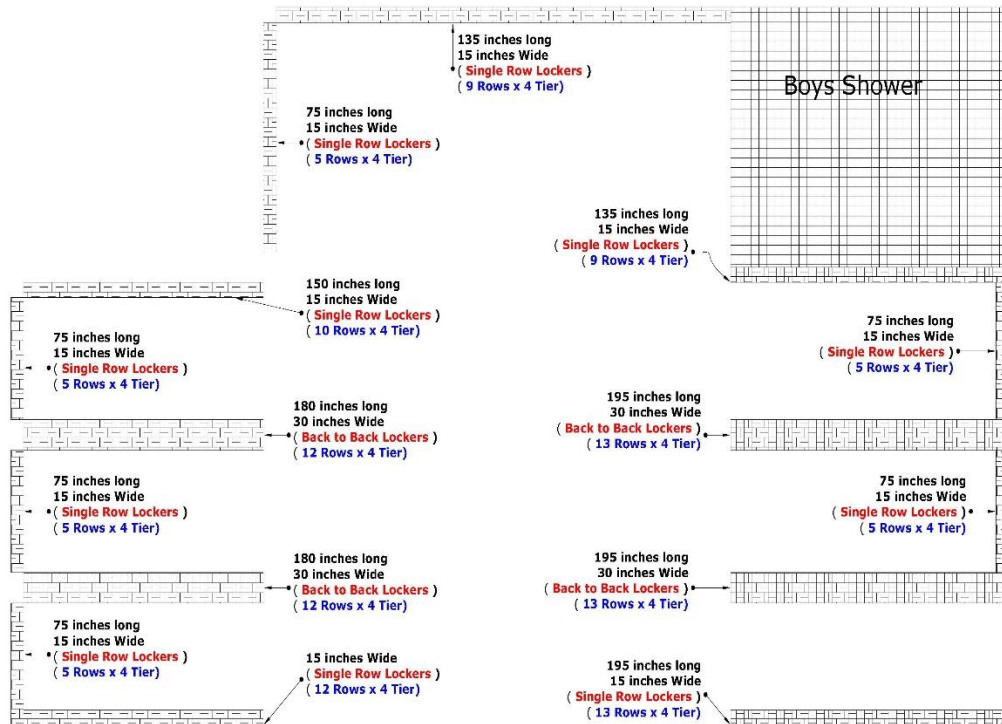 135 inches long
15 inches Wide
( Single Row Lockers )
( 9 Rows x 4 Tier)
Boys Shower
75 inches long
15 inches Wide
( Single Row Lockers )
( 5 Rows x 4 Tier)
135 inches long
15 inches Wide
( Single Row Lockers )
( 9 Rows x 4 Tier)
150 inches long
15 inches Wide
( Single Row Lockers )
( 10 Rows x 4 Tier)
75 inches long
15 inches Wide
( Single Row Lockers )
( 5 Rows x 4 Tier)
75 inches long
15 inches Wide
( Single Row Lockers )
( 5 Rows x 4 Tier)
180 inches long
30 inches Wide
( Back to Back Lockers )
( 12 Rows x 4 Tier)
195 inches long
30 inches Wide
( Back to Back Lockers )
( 13 Rows x 4 Tier)
75 inches long
15 inches Wide
( Single Row Lockers )
( 5 Rows x 4 Tier)
75 inches long
15 inches Wide
( Single Row Lockers )
( 5 Rows x 4 Tier)
180 inches long
30 inches Wide
( Back to Back Lockers )
( 12 Rows x 4 Tier)
195 inches long
30 inches Wide
( Back to Back Lockers )
( 13 Rows x 4 Tier)
75 inches long
15 inches Wide
( Single Row Lockers )
( 5 Rows x 4 Tier)
15 inches Wide
( Single Row Lockers )
( 12 Rows x 4 Tier)
195 inches long
15 inches Wide
( Single Row Lockers )
( 13 Rows x 4 Tier)